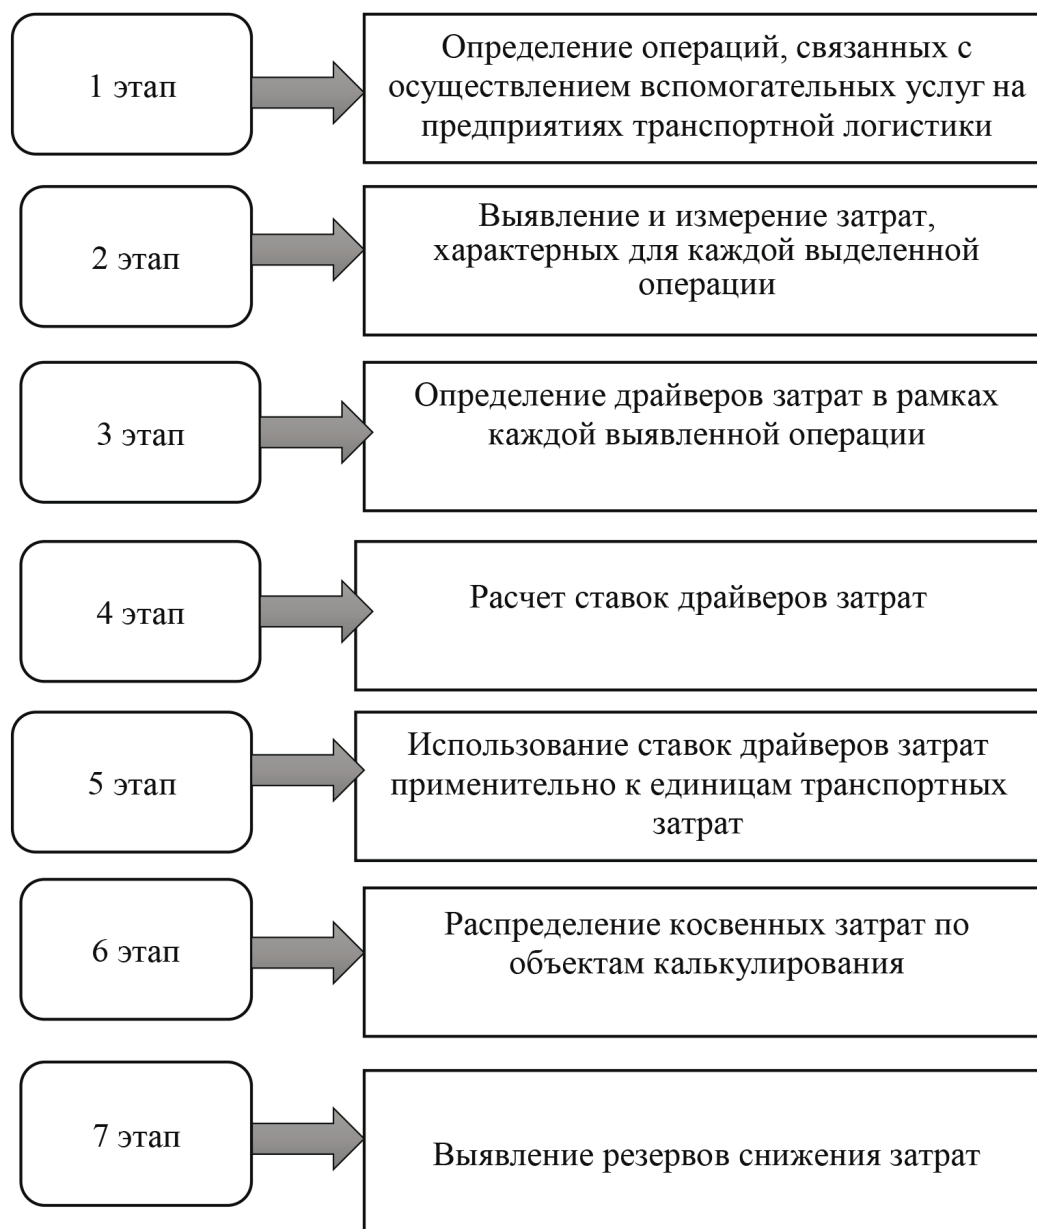 1 этап
Определение операций, связанных с
осуществлением вспомогательных услуг на
предприятиях транспортной логистики
2 этап
Выявление и измерение затрат,
характерных для каждой выделенной
операции
3 этап
Определение драйверов затрат в рамках
каждой выявленной операции
4 этап
Расчет ставок драйверов затрат
5 этап
Использование ставок драйверов затрат
применительно к единицам транспортных
затрат
6 этап
Распределение косвенных затрат по
объектам калькулирования
7 этап
Выявление резервов снижения затрат